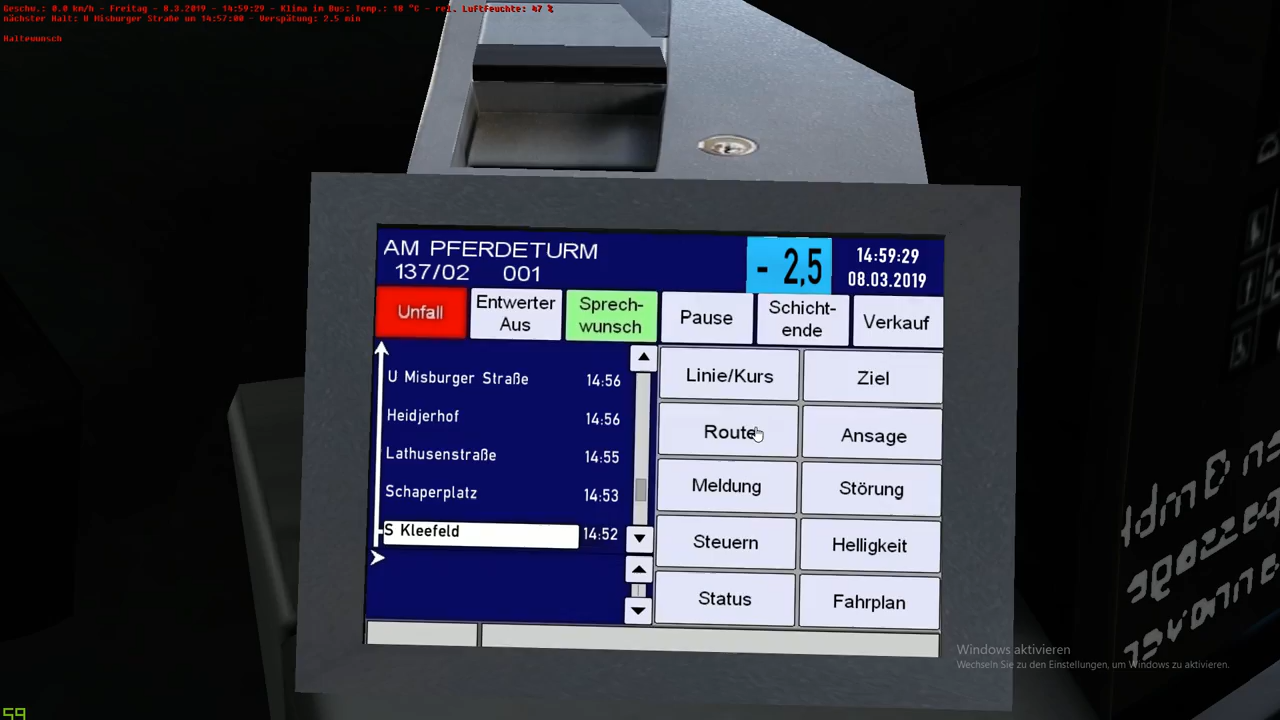 Geschw.: 0.0 km/h - Freitag - 8.3.2019 - 14:59:29 - Klima im Bus: Temp.: 18 °C - rel. Luftfeuchte: 47 %
nächster Halt: U Misburger Straße um 14:57:00 - Verspätung: 2.5 min
Haltewunsch
AM PFERDETURM
137/02 001
- 2,5
14:59:29
08.03.2019
Unfall
Entwerter
Aus
Sprech-
wunsch
Pause
Schicht-
ende
Verkauf
U Misburger Straße 14:56
Heidjerhof 14:56
Lathusenstraße 14:55
Schaperplatz 14:53
S Kleefeld 14:52
Linie/Kurs
Ziel
Route
Ansage
Meldung
Störung
Steuern
Helligkeit
Status
Fahrplan
Windows aktivieren
Wechseln Sie zu den Einstellungen, um Windows zu aktivieren.
59